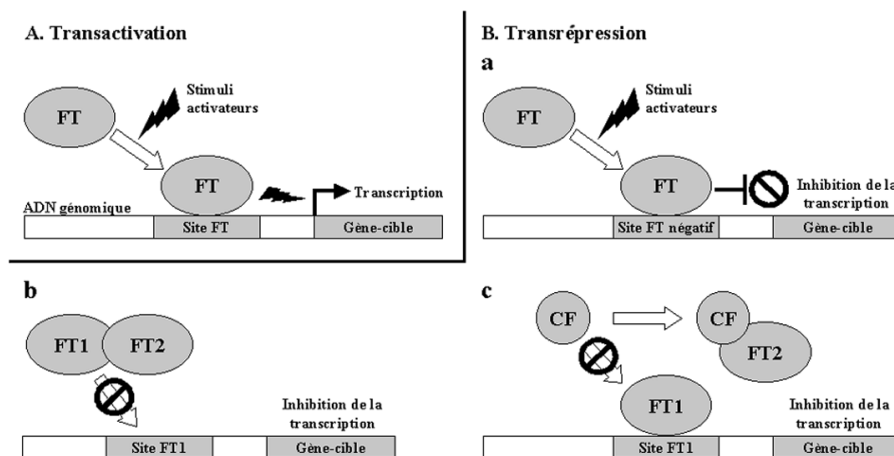 A. Transactivation
FT
Stimuli
activateurs
FT
Transcription
ADN génomique
Site FT
Gène-cible
B. Transrépression
a
FT
Stimuli
activateurs
FT
Inhibition de la
transcription
Site FT négatif
Gène-cible
b
FT1
FT2
Inhibition de la
transcription
Site FT1
Gène-cible
c
CF
CF
FT2
FT1
Inhibition de la
transcription
Site FT1
Gène-cible